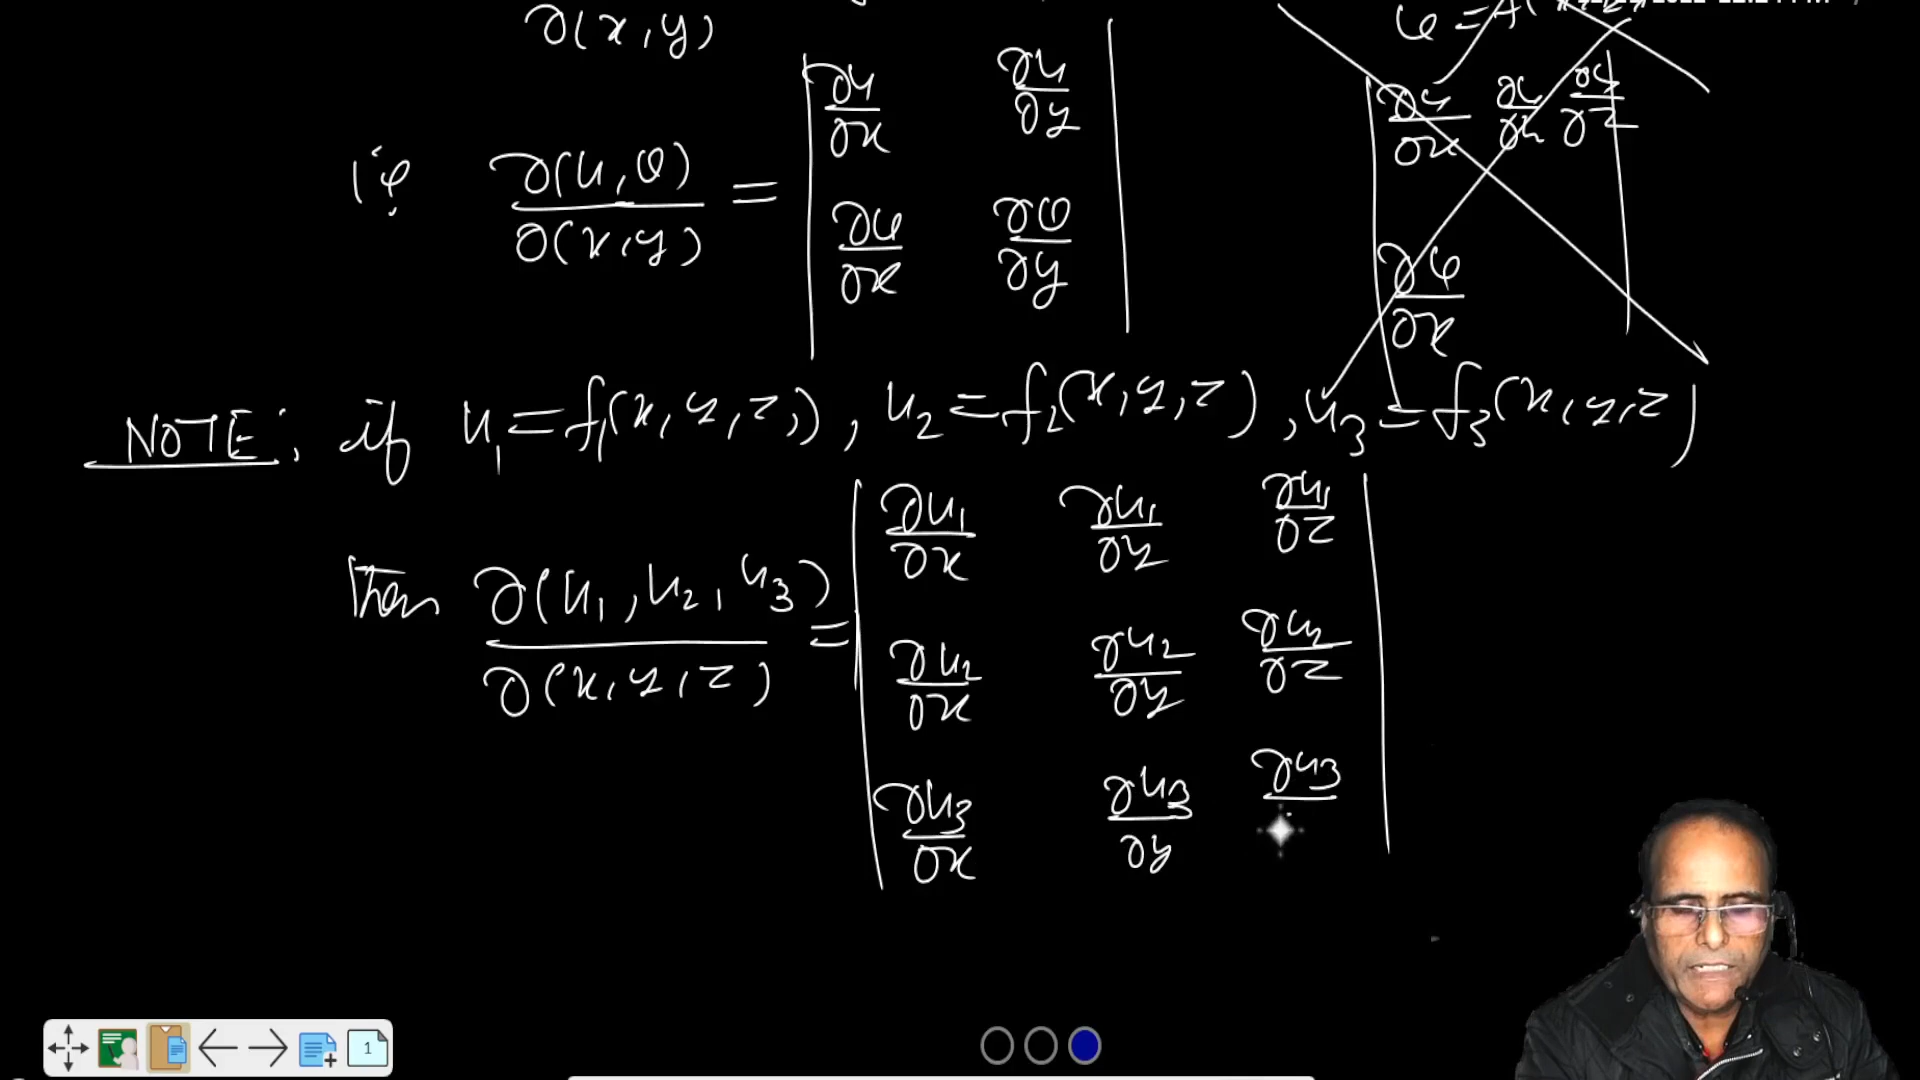 ∂(x,y)
i.e ∂(u,v)/∂(x,y) = | ∂u/∂x ∂u/∂y |
| ∂v/∂x ∂v/∂y |
∂u/∂x ∂u/∂x ∂u/∂z
∂v/∂x
NOTE: if u₁=f₁(x,y,z,), u₂=f₂(x,y,z), u₃=f₃(x,y,z)
Then ∂(u₁,u₂,u₃)/∂(x,y,z) = | ∂u₁/∂x ∂u₁/∂y ∂u₁/∂z |
| ∂u₂/∂x ∂u₂/∂y ∂u₂/∂z |
| ∂u₃/∂x ∂u₃/∂y ∂u₃/ |
1